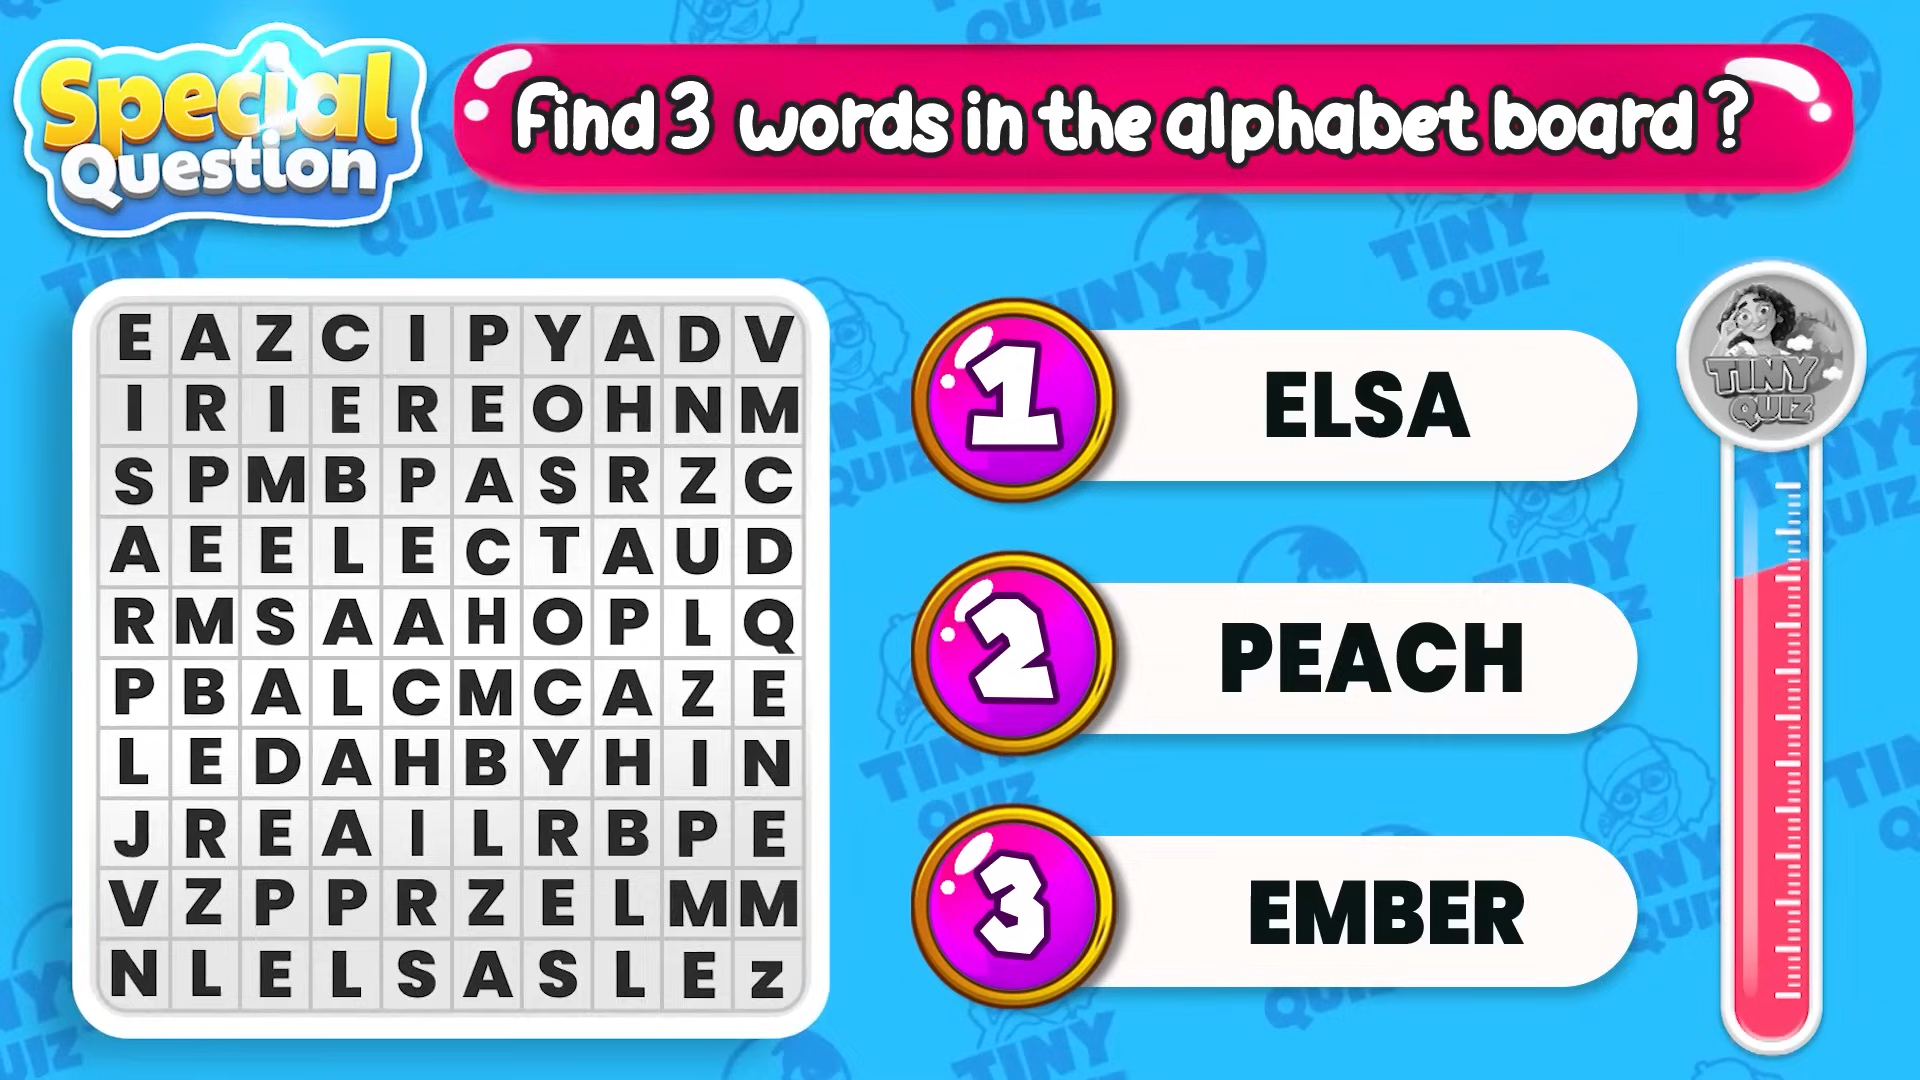 Special
Question
Find 3 words in the alphabet board ?
E A Z C I P Y A D V
I R I E R E O H N M
S P M B P A S R Z C
A E E L E C T A U D
R M S A A H O P L Q
P B A L C M C A Z E
L E D A H B Y H I N
J R E A I L R B P E
V Z P P R Z E L M M
N L E L S A S L E z
1 ELSA
2 PEACH
3 EMBER
TINY
QUIZ